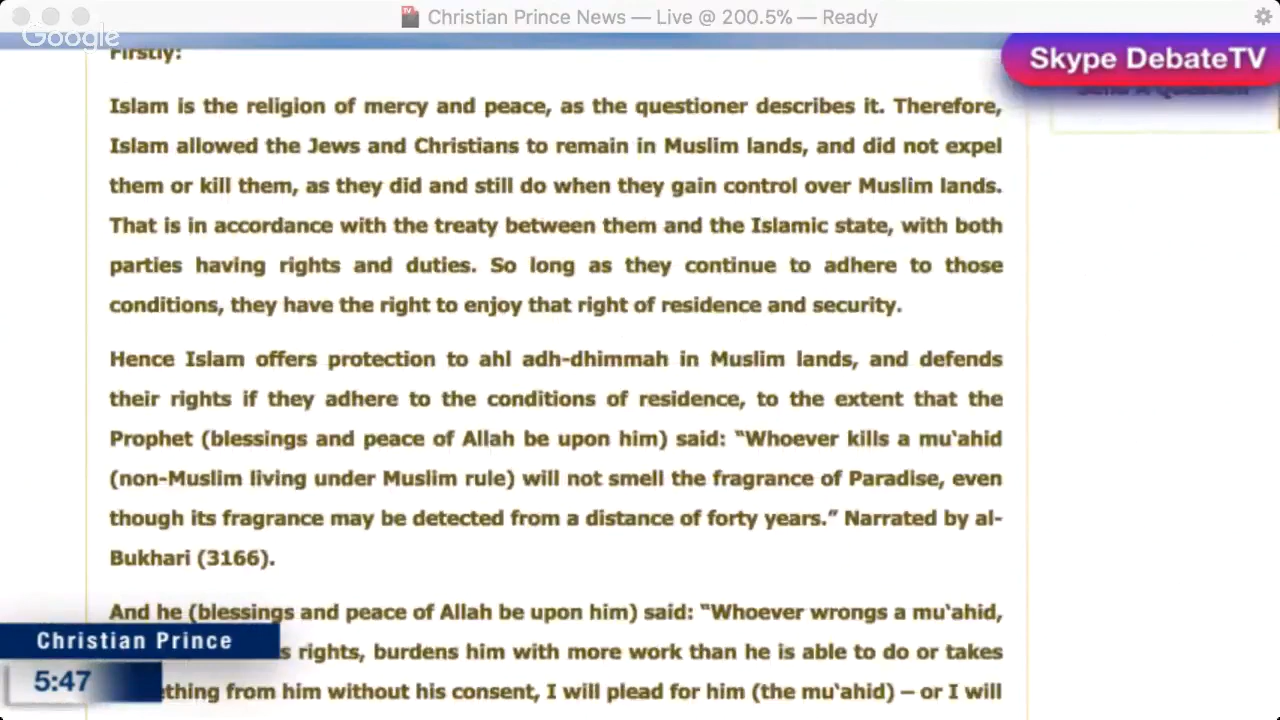 Christian Prince News — Live @ 200.5% — Ready
Google
Skype DebateTV
Firstly:
Islam is the religion of mercy and peace, as the questioner describes it. Therefore,
Islam allowed the Jews and Christians to remain in Muslim lands, and did not expel
them or kill them, as they did and still do when they gain control over Muslim lands.
That is in accordance with the treaty between them and the Islamic state, with both
parties having rights and duties. So long as they continue to adhere to those
conditions, they have the right to enjoy that right of residence and security.
Hence Islam offers protection to ahl adh-dhimmah in Muslim lands, and defends
their rights if they adhere to the conditions of residence, to the extent that the
Prophet (blessings and peace of Allah be upon him) said: “Whoever kills a mu‘ahid
(non-Muslim living under Muslim rule) will not smell the fragrance of Paradise, even
though its fragrance may be detected from a distance of forty years.” Narrated by al-
Bukhari (3166).
And he (blessings and peace of Allah be upon him) said: “Whoever wrongs a mu‘ahid,
rights, burdens him with more work than he is able to do or takes
from him without his consent, I will plead for him (the mu‘ahid) – or I will
Christian Prince
5:47